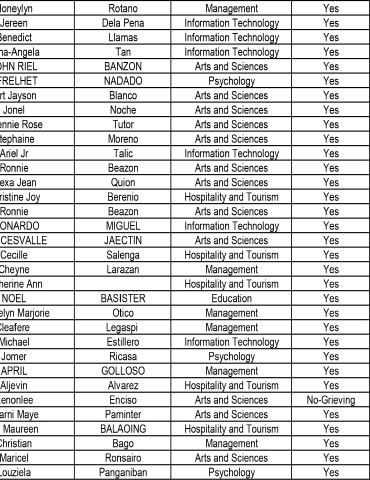 Rotano Management Yes
Jereen Dela Pena Information Technology Yes
Benedict Llamas Information Technology Yes
na-Angela Tan Information Technology Yes
OHN RIEL BANZON Arts and Sciences Yes
FRELHET NADADO Psychology Yes
rt Jayson Blanco Arts and Sciences Yes
Jonel Noche Arts and Sciences Yes
ennie Rose Tutor Arts and Sciences Yes
tephaine Moreno Arts and Sciences Yes
Ariel Jr Talic Information Technology Yes
Ronnie Beazon Arts and Sciences Yes
exa Jean Quion Arts and Sciences Yes
ristine Joy Berenio Hospitality and Tourism Yes
Ronnie Beazon Arts and Sciences Yes
ONARDO MIGUEL Information Technology Yes
CESVALLE JAECTIN Arts and Sciences Yes
Cecille Salenga Hospitality and Tourism Yes
Cheyne Larazan Management Yes
herine Ann Hospitality and Tourism Yes
NOEL BASISTER Education Yes
elyn Marjorie Otico Management Yes
Cleafere Legaspi Management Yes
Michael Estillero Information Technology Yes
Jomer Ricasa Psychology Yes
APRIL GOLLOSO Management Yes
Aljevin Alvarez Hospitality and Tourism Yes
enonlee Enciso Arts and Sciences No-Grieving
arni Maye Paminter Arts and Sciences Yes
Maureen BALAOING Hospitality and Tourism Yes
Christian Bago Management Yes
Maricel Ronsairo Arts and Sciences Yes
Louziela Panganiban Psychology Yes